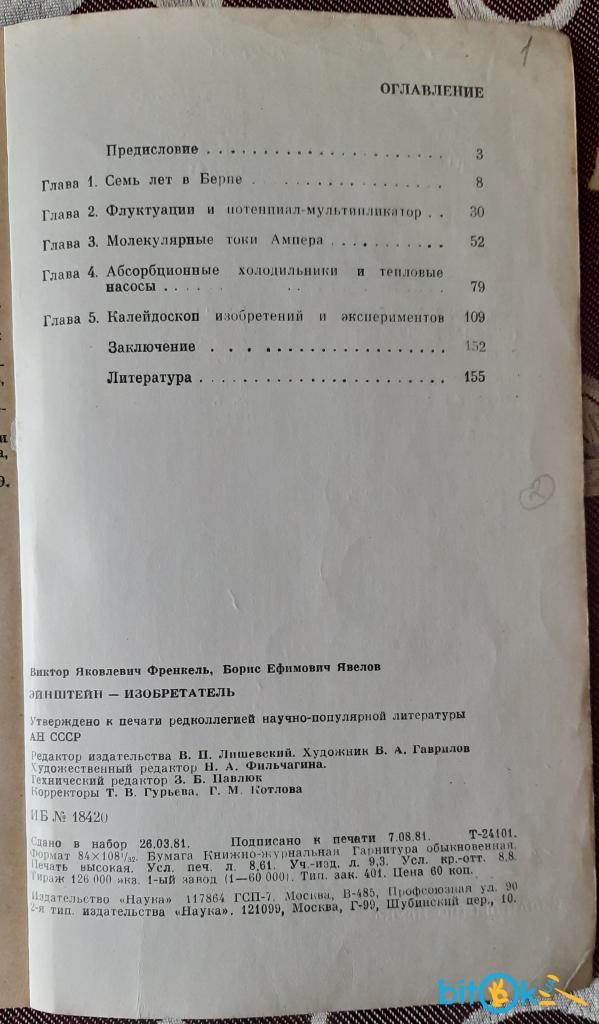 1
ОГЛАВЛЕНИЕ
Предисловие . . . . . . . . . . . . . . . . . 3
Глава 1. Семь лет в Берне . . . . . . . . . . . . . . 8
Глава 2. Флуктуации и потенциал-мультипликатор . . 30
Глава 3. Молекулярные токи Ампера . . . . . . . . . 52
Глава 4. Абсорбционные холодильники и тепловые
насосы . . . . . . . . . . . 79
Глава 5. Калейдоскоп изобретений и экспериментов 109
Заключение . . . . . . . . . . . . . . . . . 152
Литература . . . . . . . . . . . . . . . . . . 155
2
Виктор Яковлевич Френкель, Борис Ефимович Явелов
ЭЙНШТЕЙН — ИЗОБРЕТАТЕЛЬ
Утверждено к печати редколлегией научно-популярной литературы
АН СССР
Редактор издательства В. П. Лишевский. Художник В. А. Гаврилов
Художественный редактор Н. А. Фильчагина.
Технический редактор З. Б. Павлюк
Корректоры Т. В. Гурьева, Г. М. Котлова
ИБ № 18420
Сдано в набор 26.03.81. Подписано к печати 7.08.81. Т-24101.
Формат 84×108¹/₃₂. Бумага Книжно-журнальная Гарнитура обыкновенная.
Печать высокая. Усл. печ. л. 8,61. Уч.-изд. л. 9,3. Усл. кр.-отт. 8,8.
Тираж 126 000 экз. 1-ый завод (1—60 000). Тип. зак. 401. Цена 60 коп.
Издательство «Наука» 117864 ГСП-7. Москва, В-485, Профсоюзная ул. 90
2-я тип. издательства «Наука». 121099, Москва, Г-99, Шубинский пер., 10.
bitOk